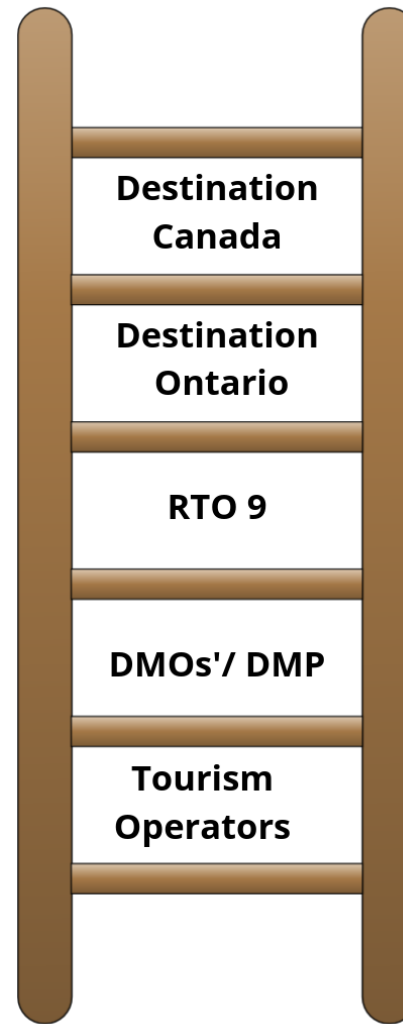 Destination
Canada
Destination
Ontario
RTO 9
DMOs'/ DMP
Tourism
Operators